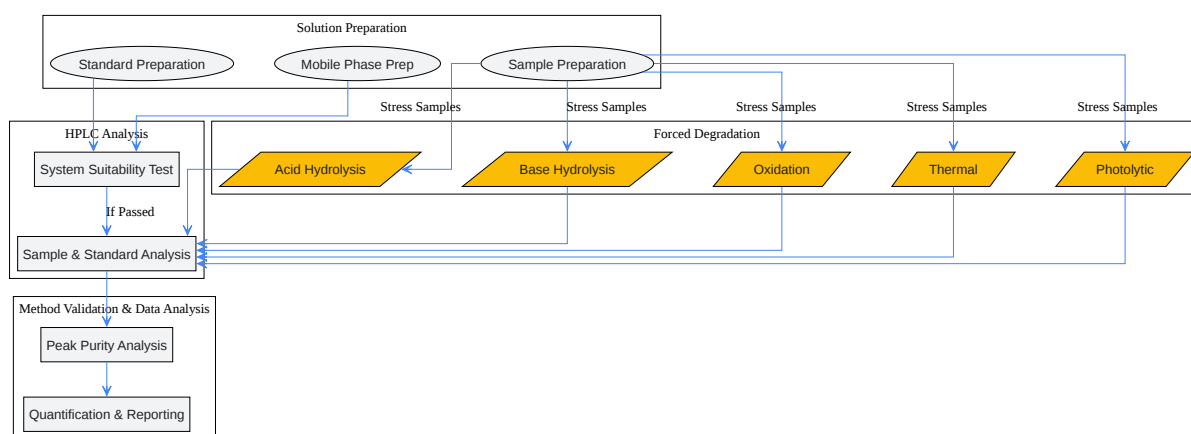 Solution Preparation
Standard Preparation
Mobile Phase Prep
Sample Preparation
Stress Samples
Stress Samples
Stress Samples
Stress Samples
Stress Samples
HPLC Analysis
Forced Degradation
System Suitability Test
Acid Hydrolysis
Base Hydrolysis
Oxidation
Thermal
Photolytic
If Passed
Sample & Standard Analysis
Method Validation & Data Analysis
Peak Purity Analysis
Quantification & Reporting